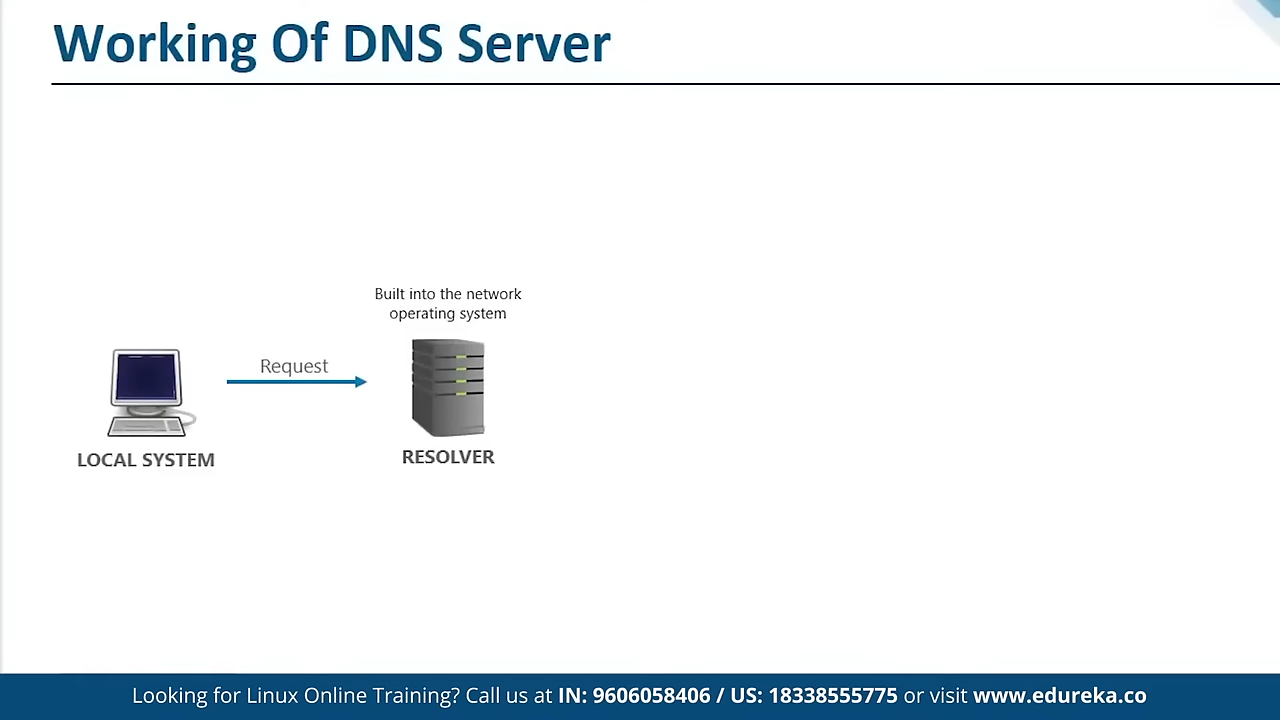 Working Of DNS Server
Built into the network
operating system
Request
LOCAL SYSTEM
RESOLVER
Looking for Linux Online Training? Call us at IN: 9606058406 / US: 18338555775 or visit www.edureka.co